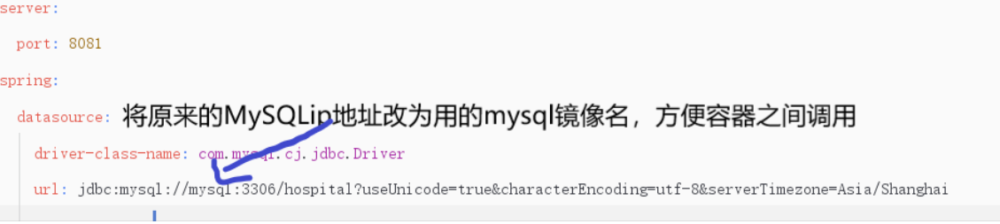 server:
port: 8081
spring:
datasource: 将原来的MySQLip地址改为用的mysql镜像名，方便容器之间调用
driver-class-name: com.mysql.cj.jdbc.Driver
url: jdbc:mysql://mysql:3306/hospital?useUnicode=true&characterEncoding=utf-8&serverTimezone=Asia/Shanghai